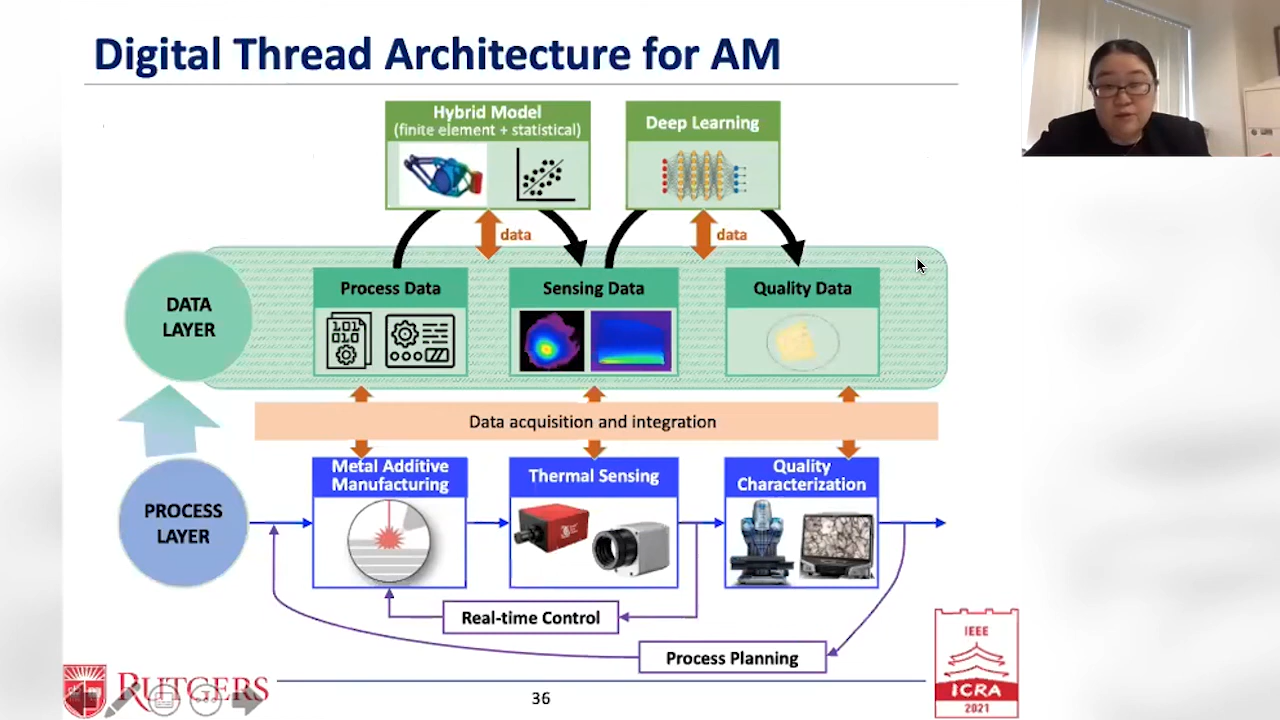 Digital Thread Architecture for AM
Hybrid Model
(finite element + statistical)
Deep Learning
data
data
DATA
LAYER
Process Data
Sensing Data
Quality Data
101
010
Data acquisition and integration
PROCESS
LAYER
Metal Additive
Manufacturing
Thermal Sensing
Quality
Characterization
Real-time Control
Process Planning
RUTGERS
36
IEEE
ICRA
2021